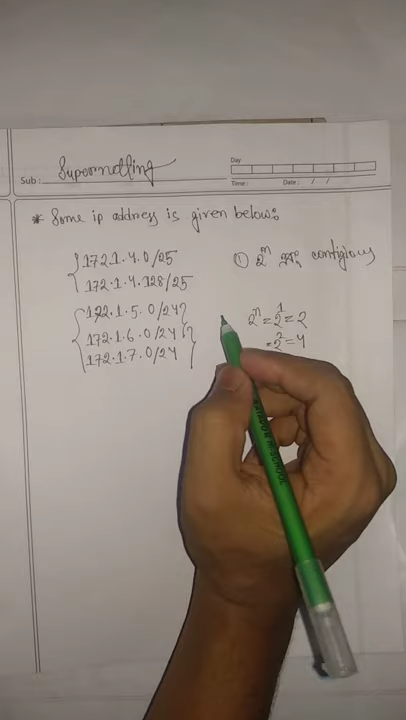 Sub: Supernetting
Day
Time: Date: / /
* Some ip address is given below:
172.1.4.0/25
172.1.4.128/25
172.1.5.0/24
172.1.6.0/24
172.1.7.0/24
① 2ⁿ contigious
2ⁿ = 2¹ = 2
= 2² = 4